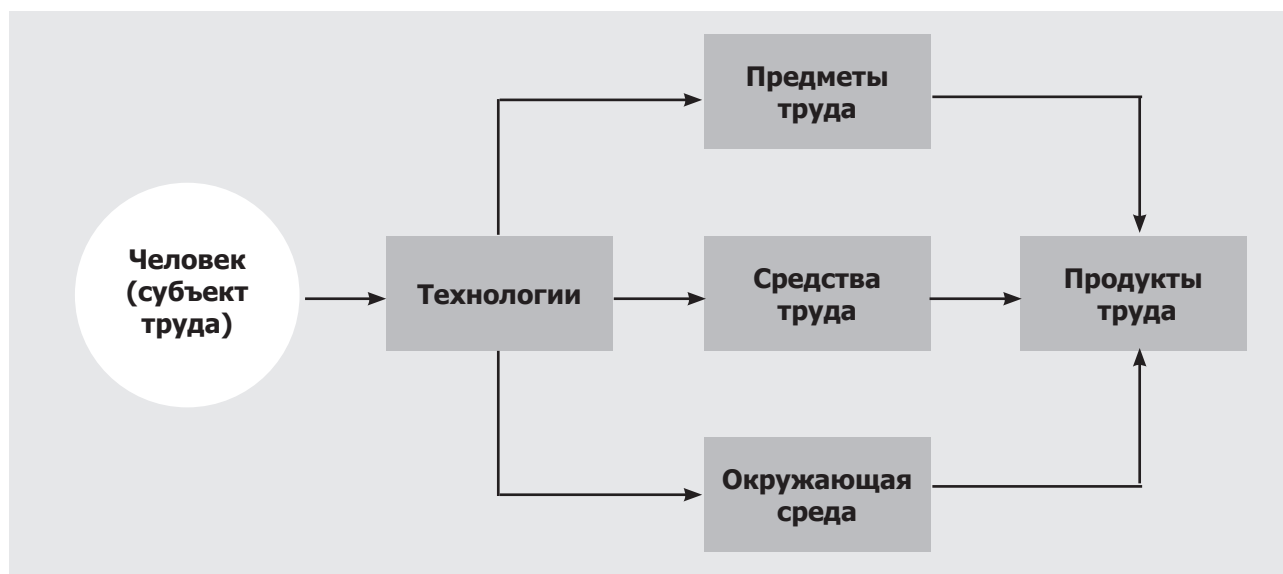 Предметы
труда
Человек
(субъект
труда)
Технологии
Средства
труда
Продукты
труда
Окружающая
среда